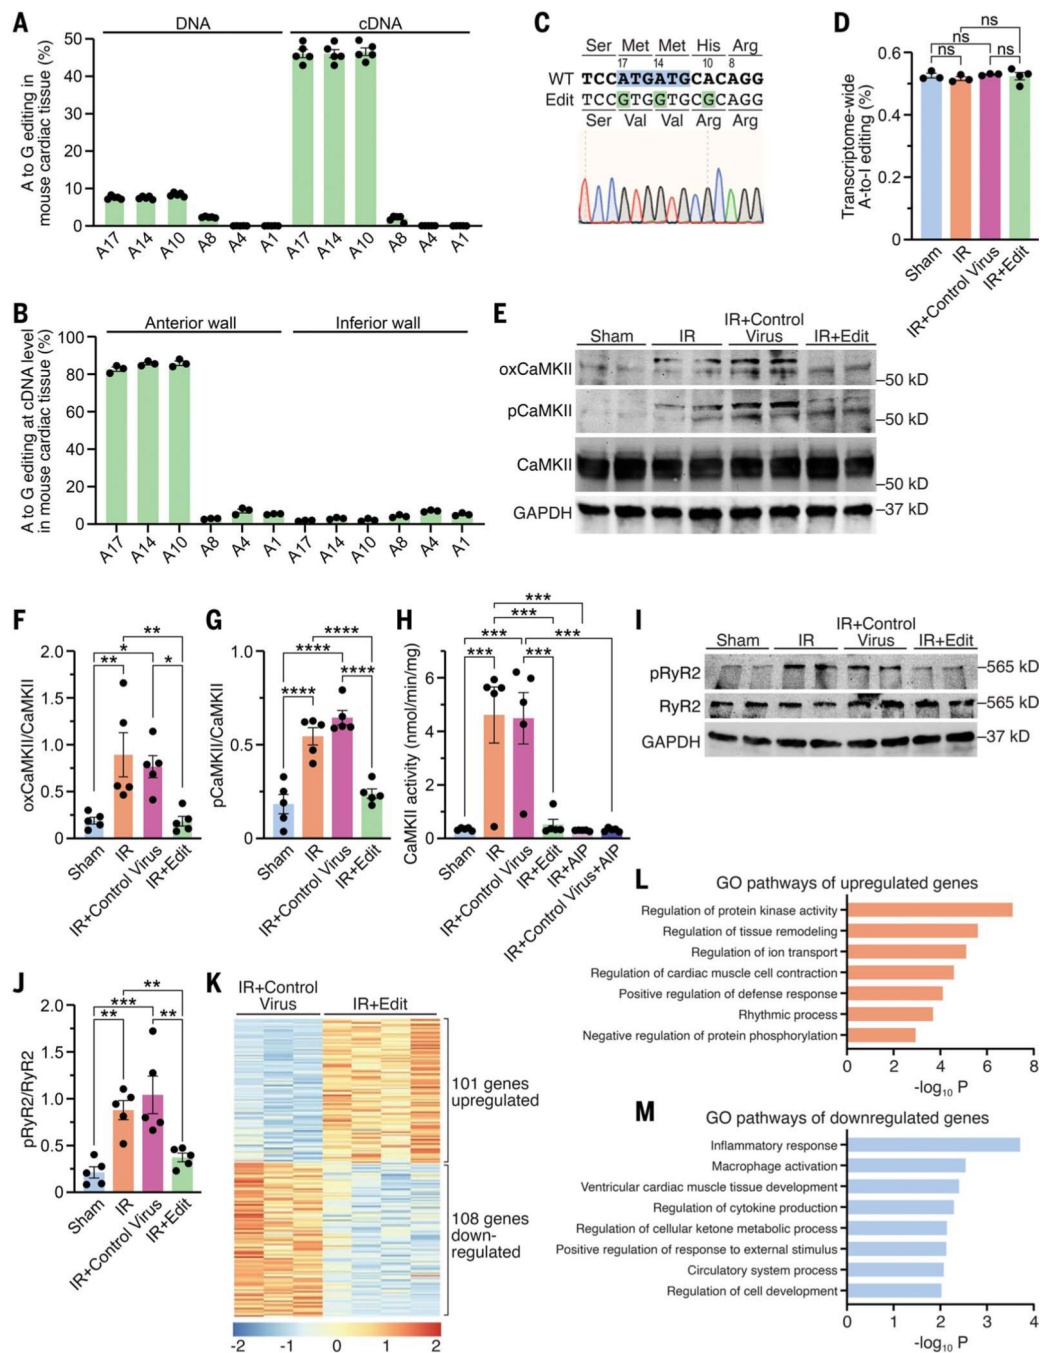 A
DNA
cDNA
A to G editing in
mouse cardiac tissue (%)
50
40
30
20
10
0
A17
A14
A10
A8
A4
A1
A17
A14
A10
A8
A4
A1
B
Anterior wall
Inferior wall
A to G editing at cDNA level
in mouse cardiac tissue (%)
100
80
60
40
20
0
A17
A14
A10
A8
A4
A1
A17
A14
A10
A8
A4
A1
C
Ser Met Met His Arg
17 14 10 8
WT TCCATGATGCACAGG
Edit TCCGTGGTGCGCAGG
Ser Val Val Arg Arg
D
ns
ns
ns ns
Transcriptome-wide
A-to-I editing (%)
0.6
0.4
0.2
0
Sham
IR
IR+Control Virus
IR+Edit
E
Sham IR IR+Control Virus IR+Edit
oxCaMKII
50 kD
pCaMKII
50 kD
CaMKII
50 kD
GAPDH
37 kD
F
oxCaMKII/CaMKII
2.0
1.5
1.0
0.5
0
**
*
** *
Sham
IR
IR+Control Virus
IR+Edit
G
pCaMKII/CaMKII
1.0
0.5
0
****
****
****
****
Sham
IR
IR+Control Virus
IR+Edit
H
CaMKII activity (nmol/min/mg)
6
4
2
0
***
***
*** ***
*** ***
Sham
IR
IR+Control Virus
IR+Edit
IR+AIP
IR+Control Virus+AIP
I
Sham IR IR+Control Virus IR+Edit
pRyR2
565 kD
RyR2
565 kD
GAPDH
37 kD
J
pRyR2/RyR2
2.0
1.5
1.0
0.5
0
**
***
** **
Sham
IR
IR+Control Virus
IR+Edit
K
IR+Control
Virus
IR+Edit
101 genes
upregulated
108 genes
down-
regulated
-2 -1 0 1 2
L
GO pathways of upregulated genes
Regulation of protein kinase activity
Regulation of tissue remodeling
Regulation of ion transport
Regulation of cardiac muscle cell contraction
Positive regulation of defense response
Rhythmic process
Negative regulation of protein phosphorylation
0 2 4 6 8
-log10 P
M
GO pathways of downregulated genes
Inflammatory response
Macrophage activation
Ventricular cardiac muscle tissue development
Regulation of cytokine production
Regulation of cellular ketone metabolic process
Positive regulation of response to external stimulus
Circulatory system process
Regulation of cell development
0 1 2 3 4
-log10 P